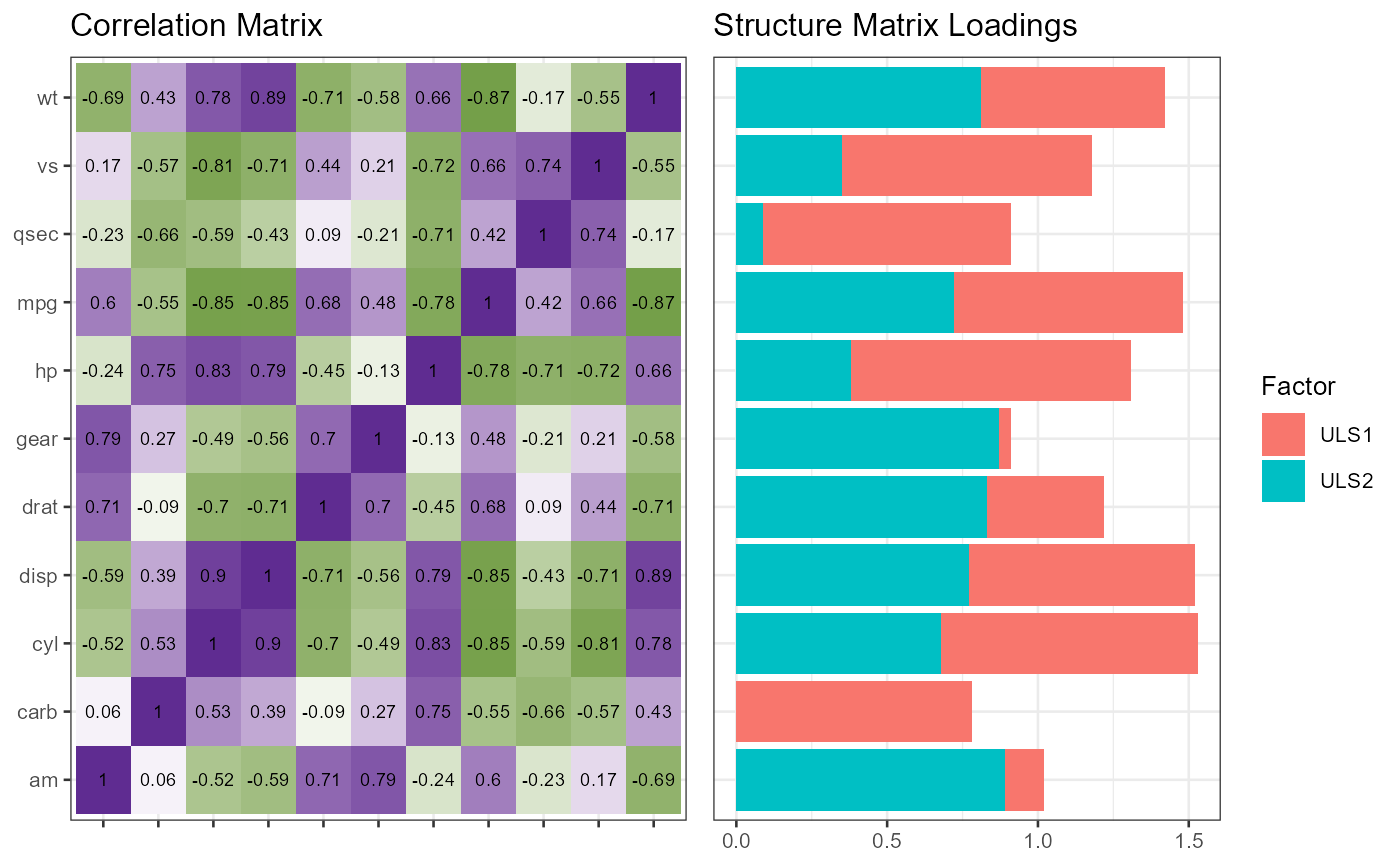 Correlation Matrix
Structure Matrix Loadings
wt -0.69 0.43 0.78 0.89 -0.71 -0.58 0.66 -0.87 -0.17 -0.55 1
vs 0.17 -0.57 -0.81 -0.71 0.44 0.21 -0.72 0.66 0.74 1 -0.55
qsec -0.23 -0.66 -0.59 -0.43 0.09 -0.21 -0.71 0.42 1 0.74 -0.17
mpg 0.6 -0.55 -0.85 -0.85 0.68 0.48 -0.78 1 0.42 0.66 -0.87
hp -0.24 0.75 0.83 0.79 -0.45 -0.13 1 -0.78 -0.71 -0.72 0.66
gear 0.79 0.27 -0.49 -0.56 0.7 1 -0.13 0.48 -0.21 0.21 -0.58
drat 0.71 -0.09 -0.7 -0.71 1 0.7 -0.45 0.68 0.09 0.44 -0.71
disp -0.59 0.39 0.9 1 -0.71 -0.56 0.79 -0.85 -0.43 -0.71 0.89
cyl -0.52 0.53 1 0.9 -0.7 -0.49 0.83 -0.85 -0.59 -0.81 0.78
carb 0.06 1 0.53 0.39 -0.09 0.27 0.75 -0.55 -0.66 -0.57 0.43
am 1 0.06 -0.52 -0.59 0.71 0.79 -0.24 0.6 -0.23 0.17 -0.69
0.0 0.5 1.0 1.5
Factor
ULS1
ULS2